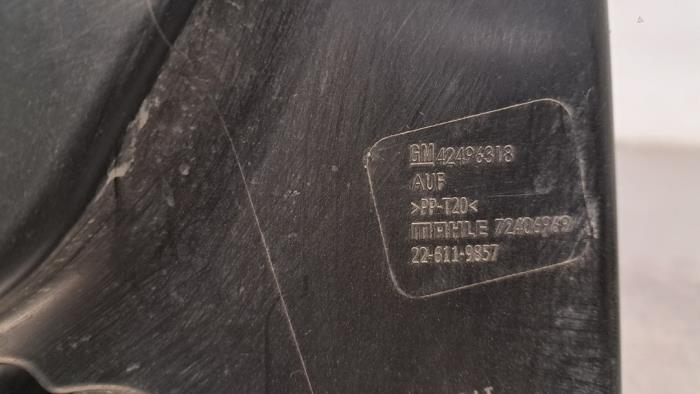 GM 42496318
AUF
>PP-T20<
MAHLE 72406969
22-611-9857